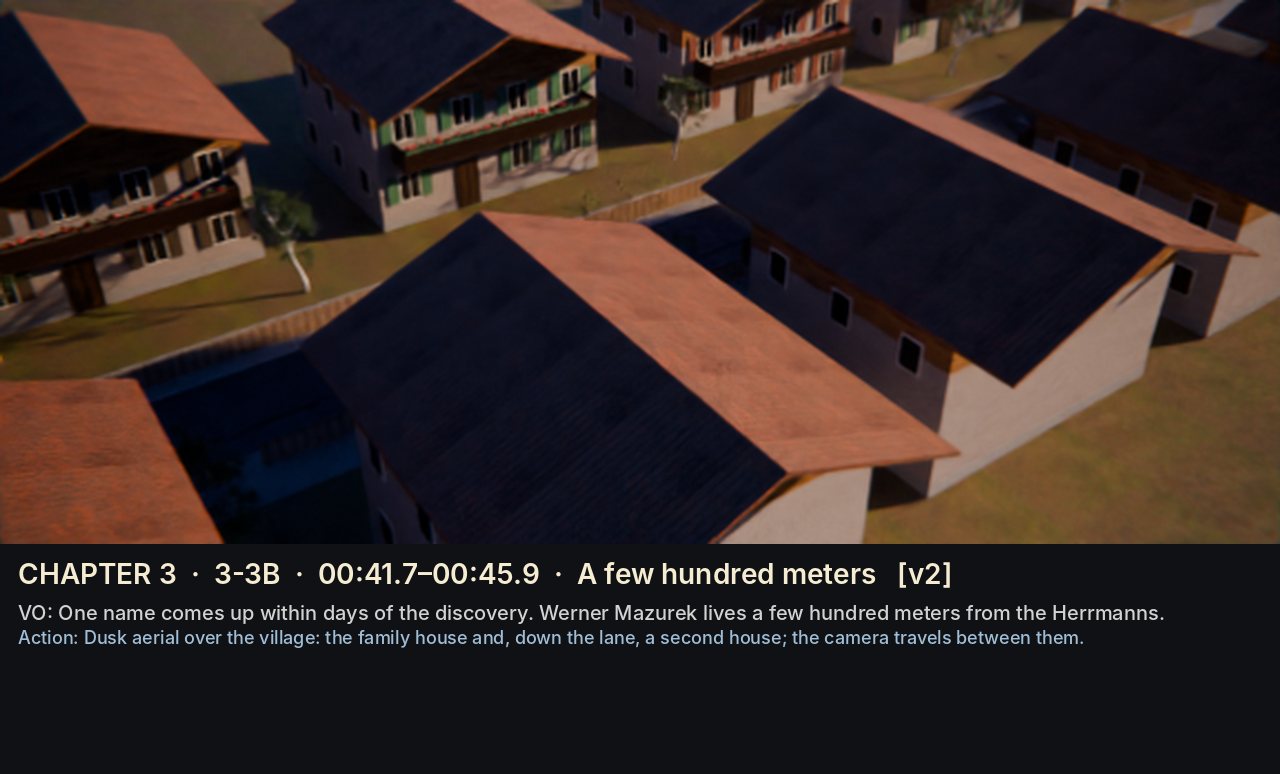 CHAPTER 3 · 3-3B · 00:41.7–00:45.9 · A few hundred meters [v2]
VO: One name comes up within days of the discovery. Werner Mazurek lives a few hundred meters from the Herrmanns.
Action: Dusk aerial over the village: the family house and, down the lane, a second house; the camera travels between them.